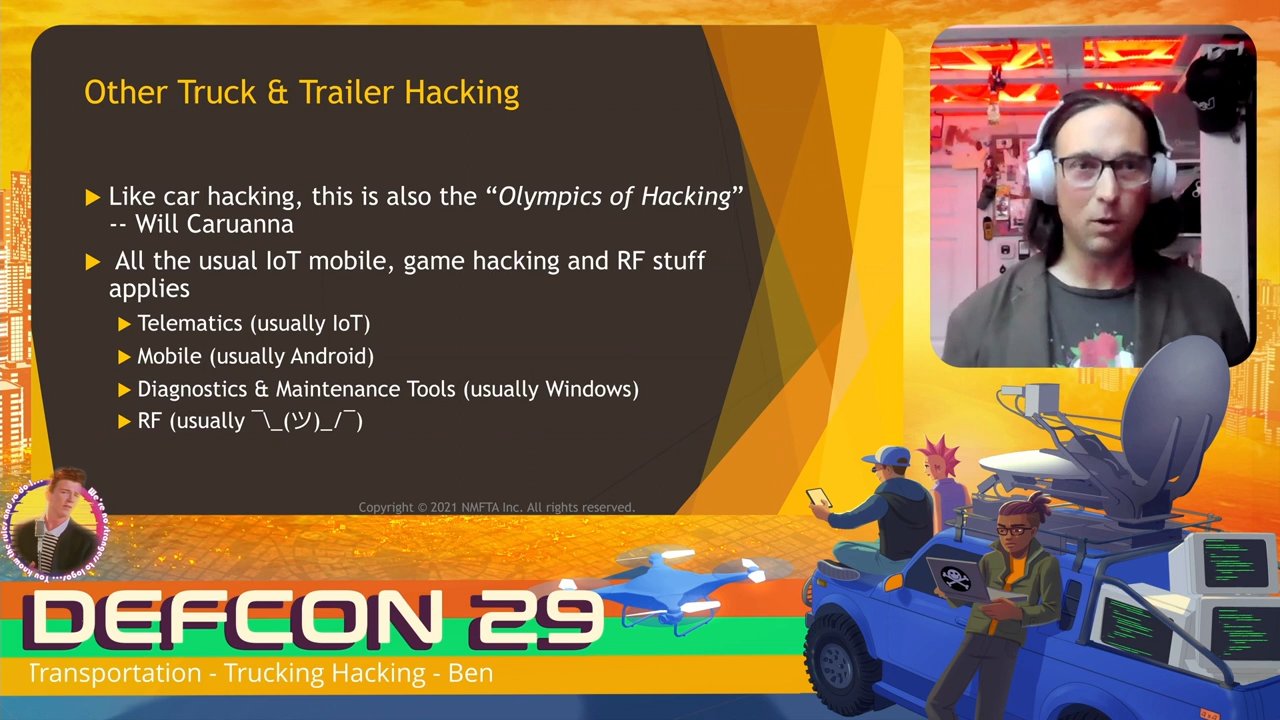 Other Truck & Trailer Hacking
Like car hacking, this is also the “Olympics of Hacking”
-- Will Caruanna
All the usual IoT mobile, game hacking and RF stuff
applies
Telematics (usually IoT)
Mobile (usually Android)
Diagnostics & Maintenance Tools (usually Windows)
RF (usually ¯\_(ツ)_/¯)
Copyright © 2021 NMFTA Inc. All rights reserved.
DEFCON 29
Transportation - Trucking Hacking - Ben